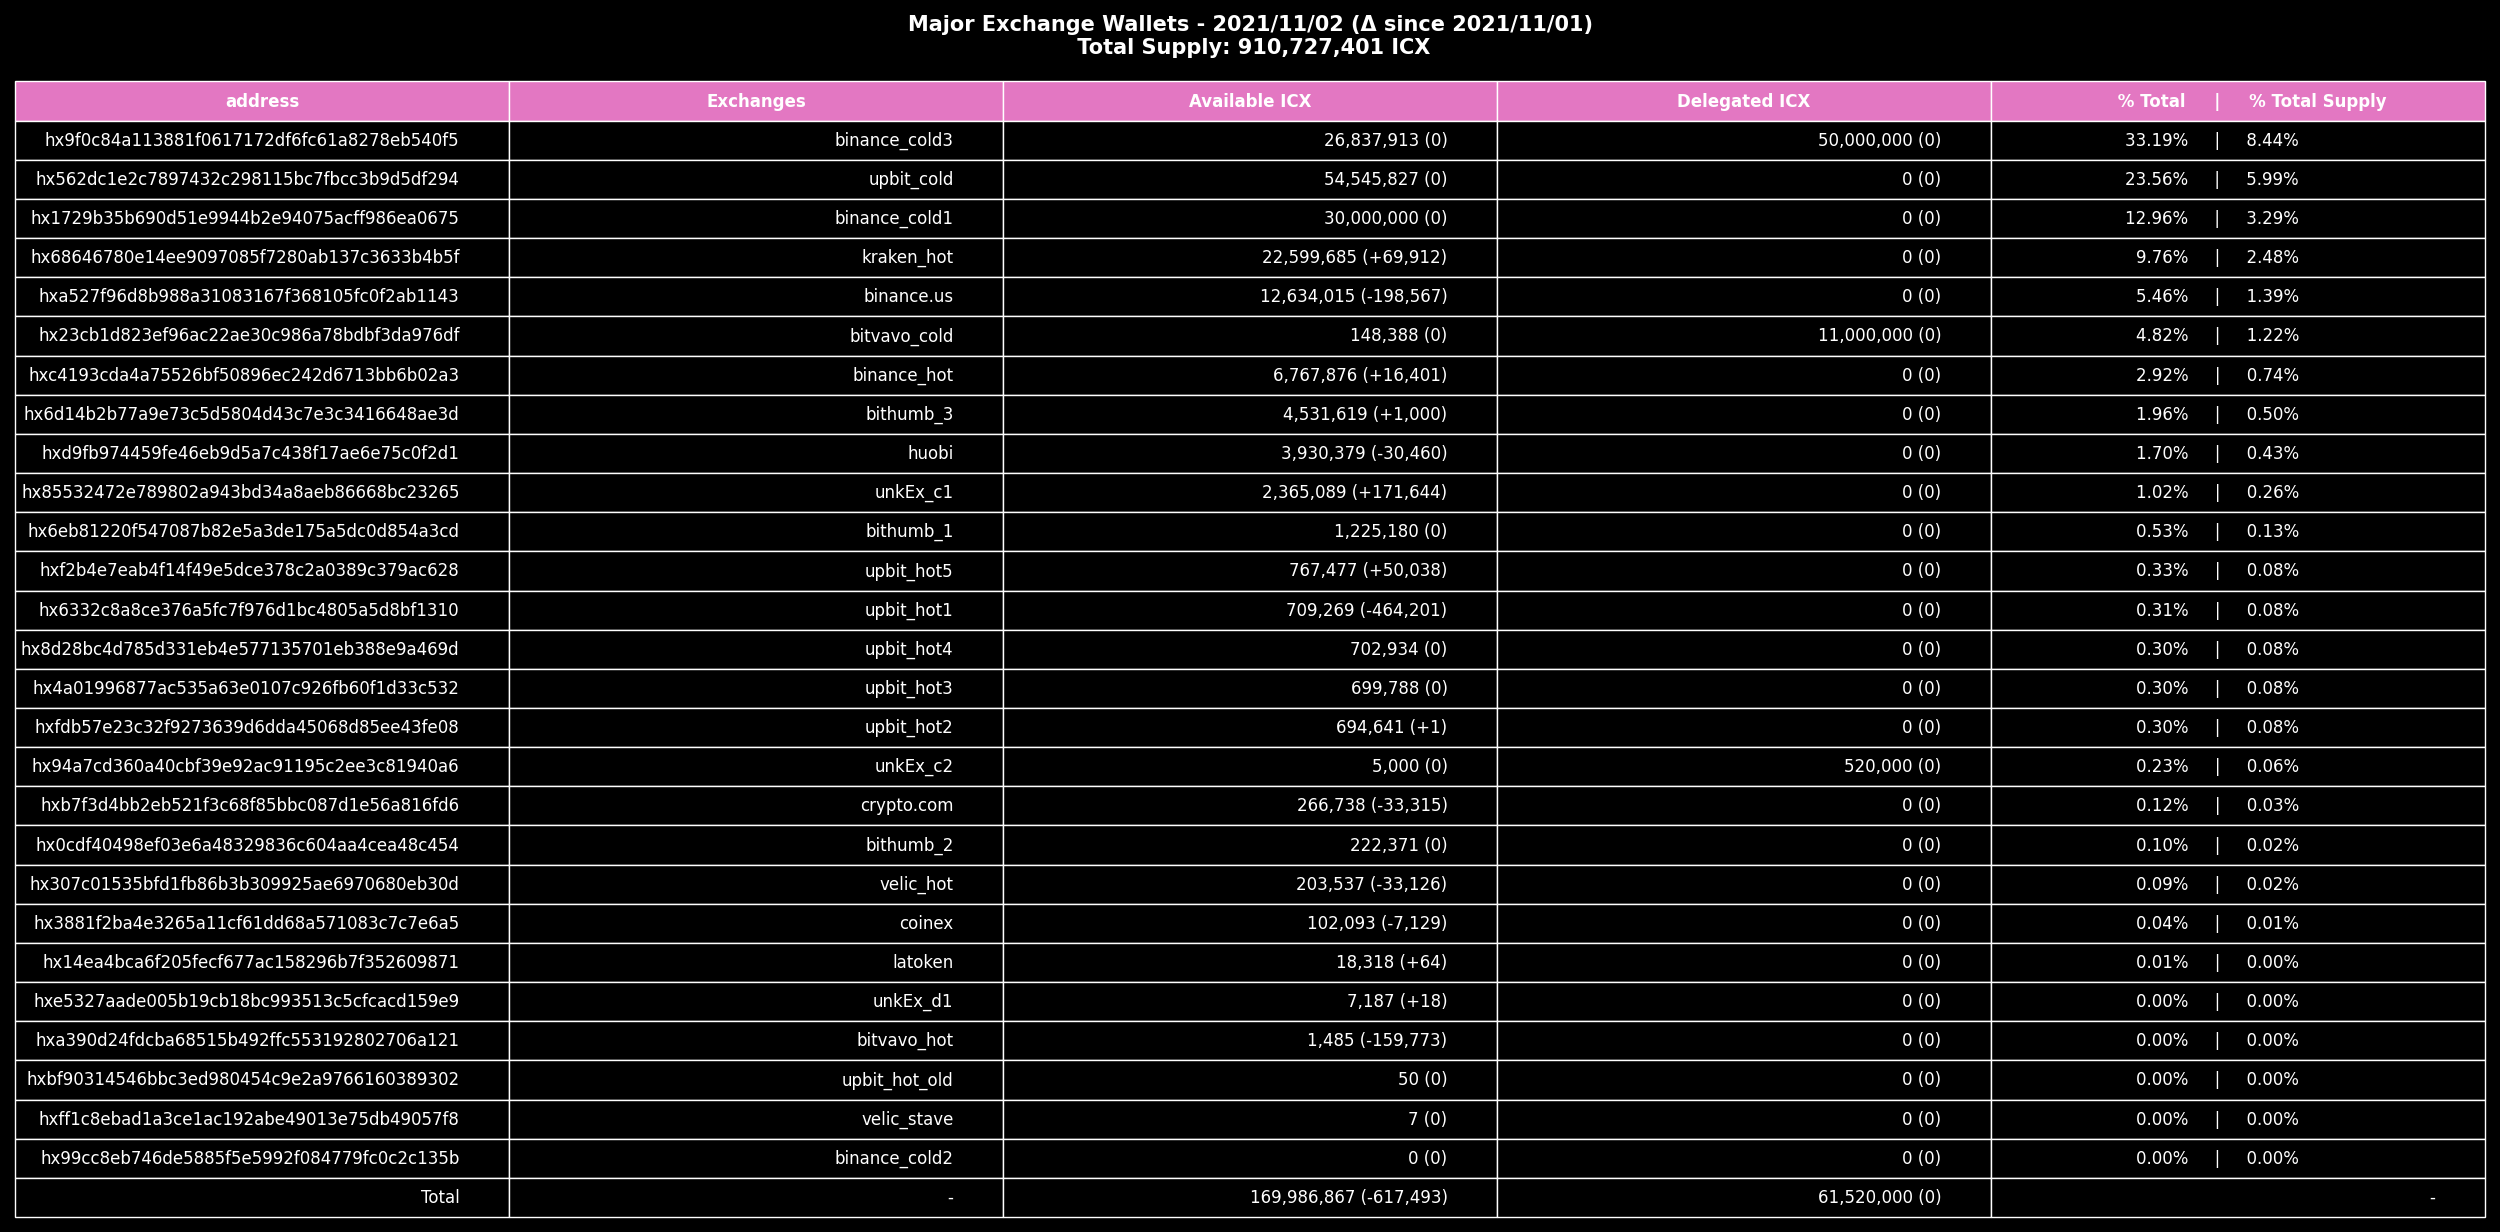 Major Exchange Wallets - 2021/11/02 (Δ since 2021/11/01)
Total Supply: 910,727,401 ICX
address Exchanges Available ICX Delegated ICX % Total | % Total Supply
hx9f0c84a113881f0617172df6fc61a8278eb540f5 binance_cold3 26,837,913 (0) 50,000,000 (0) 33.19% | 8.44%
hx562dc1e2c7897432c298115bc7fbcc3b9d5df294 upbit_cold 54,545,827 (0) 0 (0) 23.56% | 5.99%
hx1729b35b690d51e9944b2e94075acff986ea0675 binance_cold1 30,000,000 (0) 0 (0) 12.96% | 3.29%
hx68646780e14ee9097085f7280ab137c3633b4b5f kraken_hot 22,599,685 (+69,912) 0 (0) 9.76% | 2.48%
hxa527f96d8b988a31083167f368105fc0f2ab1143 binance.us 12,634,015 (-198,567) 0 (0) 5.46% | 1.39%
hx23cb1d823ef96ac22ae30c986a78bdbf3da976df bitvavo_cold 148,388 (0) 11,000,000 (0) 4.82% | 1.22%
hxc4193cda4a75526bf50896ec242d6713bb6b02a3 binance_hot 6,767,876 (+16,401) 0 (0) 2.92% | 0.74%
hx6d14b2b77a9e73c5d5804d43c7e3c3416648ae3d bithumb_3 4,531,619 (+1,000) 0 (0) 1.96% | 0.50%
hxd9fb974459fe46eb9d5a7c438f17ae6e75c0f2d1 huobi 3,930,379 (-30,460) 0 (0) 1.70% | 0.43%
hx85532472e789802a943bd34a8aeb86668bc23265 unkEx_c1 2,365,089 (+171,644) 0 (0) 1.02% | 0.26%
hx6eb81220f547087b82e5a3de175a5dc0d854a3cd bithumb_1 1,225,180 (0) 0 (0) 0.53% | 0.13%
hxf2b4e7eab4f14f49e5dce378c2a0389c379ac628 upbit_hot5 767,477 (+50,038) 0 (0) 0.33% | 0.08%
hx6332c8a8ce376a5fc7f976d1bc4805a5d8bf1310 upbit_hot1 709,269 (-464,201) 0 (0) 0.31% | 0.08%
hx8d28bc4d785d331eb4e577135701eb388e9a469d upbit_hot4 702,934 (0) 0 (0) 0.30% | 0.08%
hx4a01996877ac535a63e0107c926fb60f1d33c532 upbit_hot3 699,788 (0) 0 (0) 0.30% | 0.08%
hxfdb57e23c32f9273639d6dda45068d85ee43fe08 upbit_hot2 694,641 (+1) 0 (0) 0.30% | 0.08%
hx94a7cd360a40cbf39e92ac91195c2ee3c81940a6 unkEx_c2 5,000 (0) 520,000 (0) 0.23% | 0.06%
hxb7f3d4bb2eb521f3c68f85bbc087d1e56a816fd6 crypto.com 266,738 (-33,315) 0 (0) 0.12% | 0.03%
hx0cdf40498ef03e6a48329836c604aa4cea48c454 bithumb_2 222,371 (0) 0 (0) 0.10% | 0.02%
hx307c01535bfd1fb86b3b309925ae6970680eb30d velic_hot 203,537 (-33,126) 0 (0) 0.09% | 0.02%
hx3881f2ba4e3265a11cf61dd68a571083c7c7e6a5 coinex 102,093 (-7,129) 0 (0) 0.04% | 0.01%
hx14ea4bca6f205fecf677ac158296b7f352609871 latoken 18,318 (+64) 0 (0) 0.01% | 0.00%
hxe5327aade005b19cb18bc993513c5cfcacd159e9 unkEx_d1 7,187 (+18) 0 (0) 0.00% | 0.00%
hxa390d24fdcba68515b492ffc553192802706a121 bitvavo_hot 1,485 (-159,773) 0 (0) 0.00% | 0.00%
hxbf90314546bbc3ed980454c9e2a9766160389302 upbit_hot_old 50 (0) 0 (0) 0.00% | 0.00%
hxff1c8ebad1a3ce1ac192abe49013e75db49057f8 velic_stave 7 (0) 0 (0) 0.00% | 0.00%
hx99cc8eb746de5885f5e5992f084779fc0c2c135b binance_cold2 0 (0) 0 (0) 0.00% | 0.00%
Total - 169,986,867 (-617,493) 61,520,000 (0) -